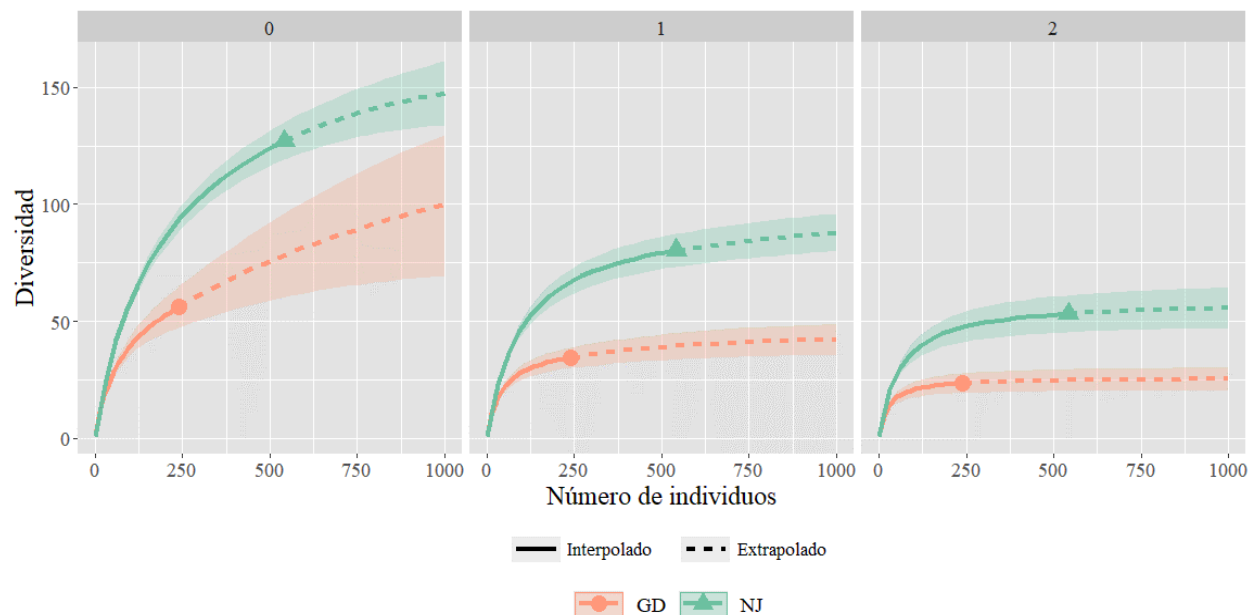 0 1 2
150
100
50
0
Diversidad
0 250 500 750 1000 0 250 500 750 1000 0 250 500 750 1000
Número de individuos
Interpolado Extrapolado
GD NJ